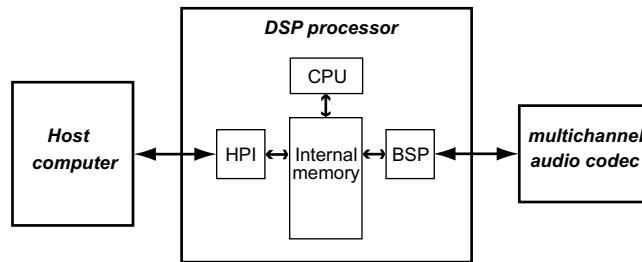 DSP processor
CPU
Host
computer
HPI
Internal
memory
BSP
multichannel
audio codec